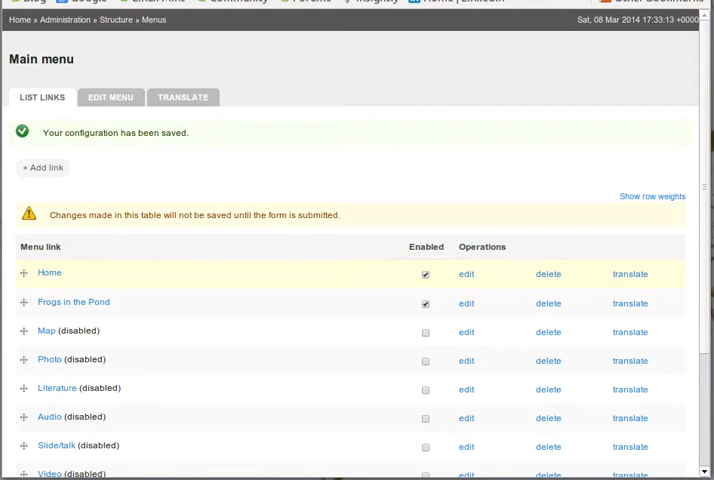 Blog Google Linux Mint Community Forums Insightly Home | LinkedIn Other Bookmarks
Home » Administration » Structure » Menus Sat, 08 Mar 2014 17:33:13 +0000
Main menu
LIST LINKS EDIT MENU TRANSLATE
Your configuration has been saved.
+ Add link
Show row weights
Changes made in this table will not be saved until the form is submitted.
Menu link Enabled Operations
Home edit delete translate
Frogs in the Pond edit delete translate
Map (disabled) edit delete translate
Photo (disabled) edit delete translate
Literature (disabled) edit delete translate
Audio (disabled) edit delete translate
Slide/talk (disabled) edit delete translate
Video (disabled) edit delete translate